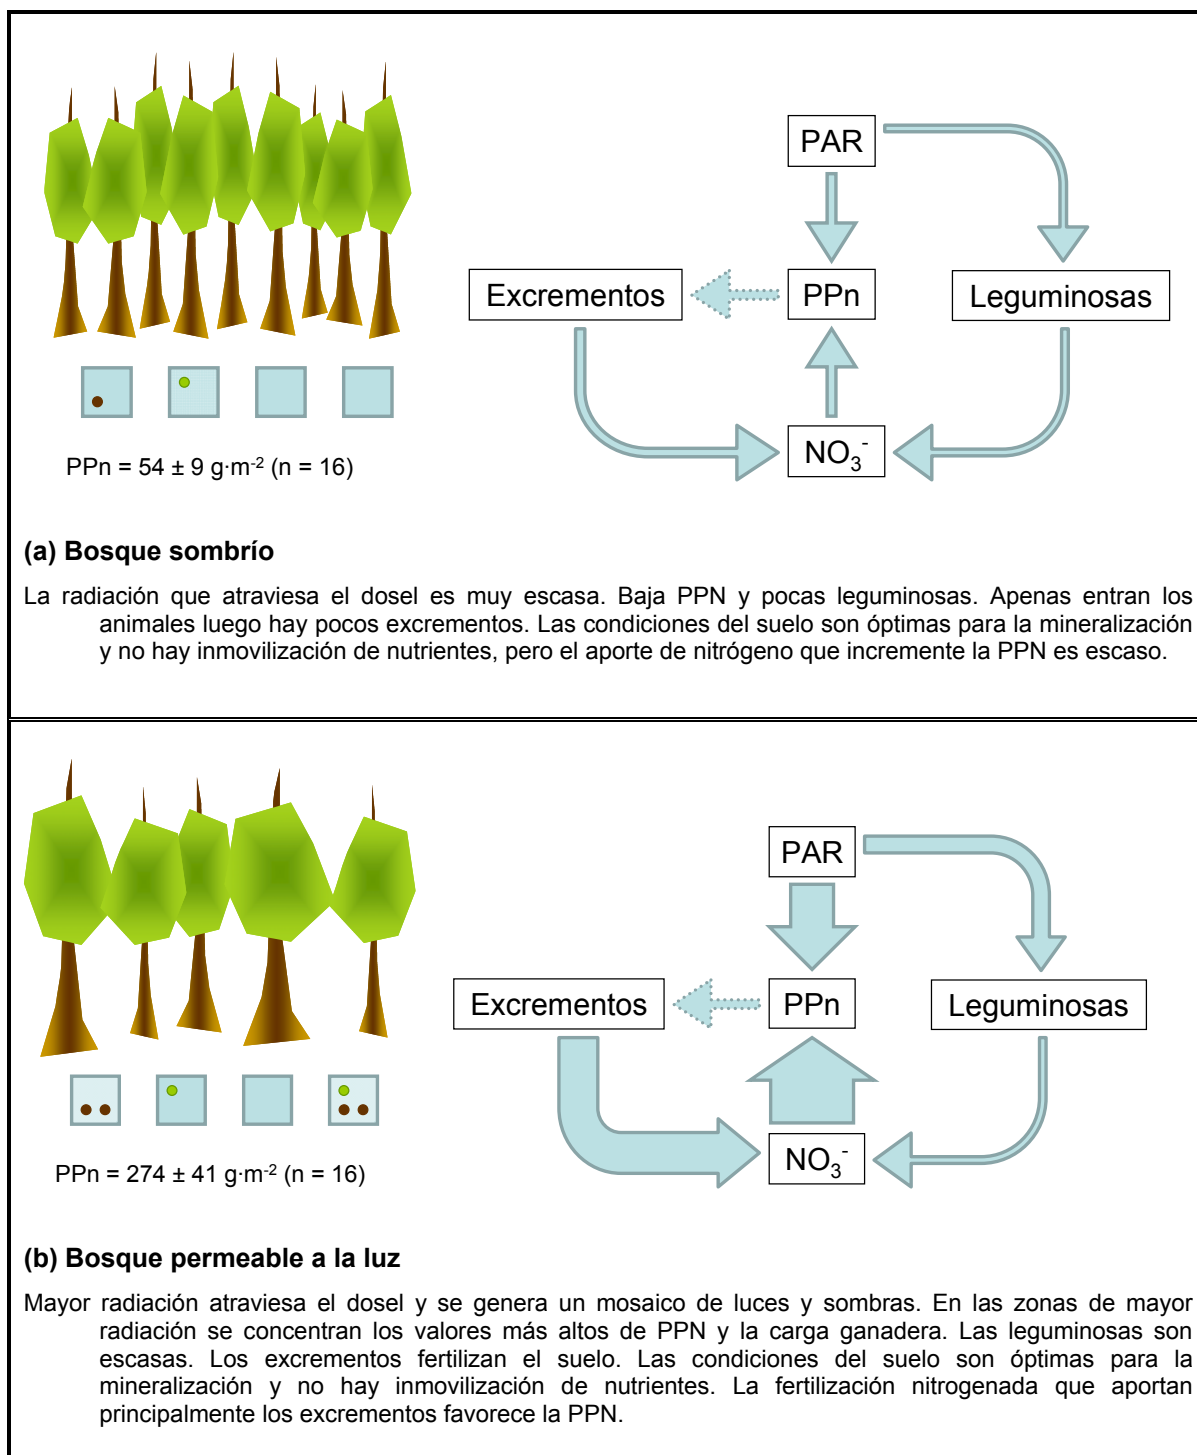 PAR
Excrementos
PPn
Leguminosas
NO₃⁻
PPn = 54 ± 9 g·m⁻² (n = 16)
(a) Bosque sombrío
La radiación que atraviesa el dosel es muy escasa. Baja PPN y pocas leguminosas. Apenas entran los
animales luego hay pocos excrementos. Las condiciones del suelo son óptimas para la mineralización
y no hay inmovilización de nutrientes, pero el aporte de nitrógeno que incremente la PPN es escaso.
PAR
Excrementos
PPn
Leguminosas
NO₃⁻
PPn = 274 ± 41 g·m⁻² (n = 16)
(b) Bosque permeable a la luz
Mayor radiación atraviesa el dosel y se genera un mosaico de luces y sombras. En las zonas de mayor
radiación se concentran los valores más altos de PPN y la carga ganadera. Las leguminosas son
escasas. Los excrementos fertilizan el suelo. Las condiciones del suelo son óptimas para la
mineralización y no hay inmovilización de nutrientes. La fertilización nitrogenada que aportan
principalmente los excrementos favorece la PPN.